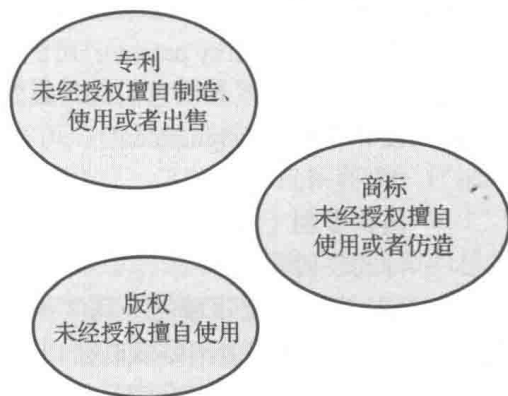 专利
未经授权擅自制造、
使用或者出售
商标
未经授权擅自
使用或者仿造
版权
未经授权擅自使用